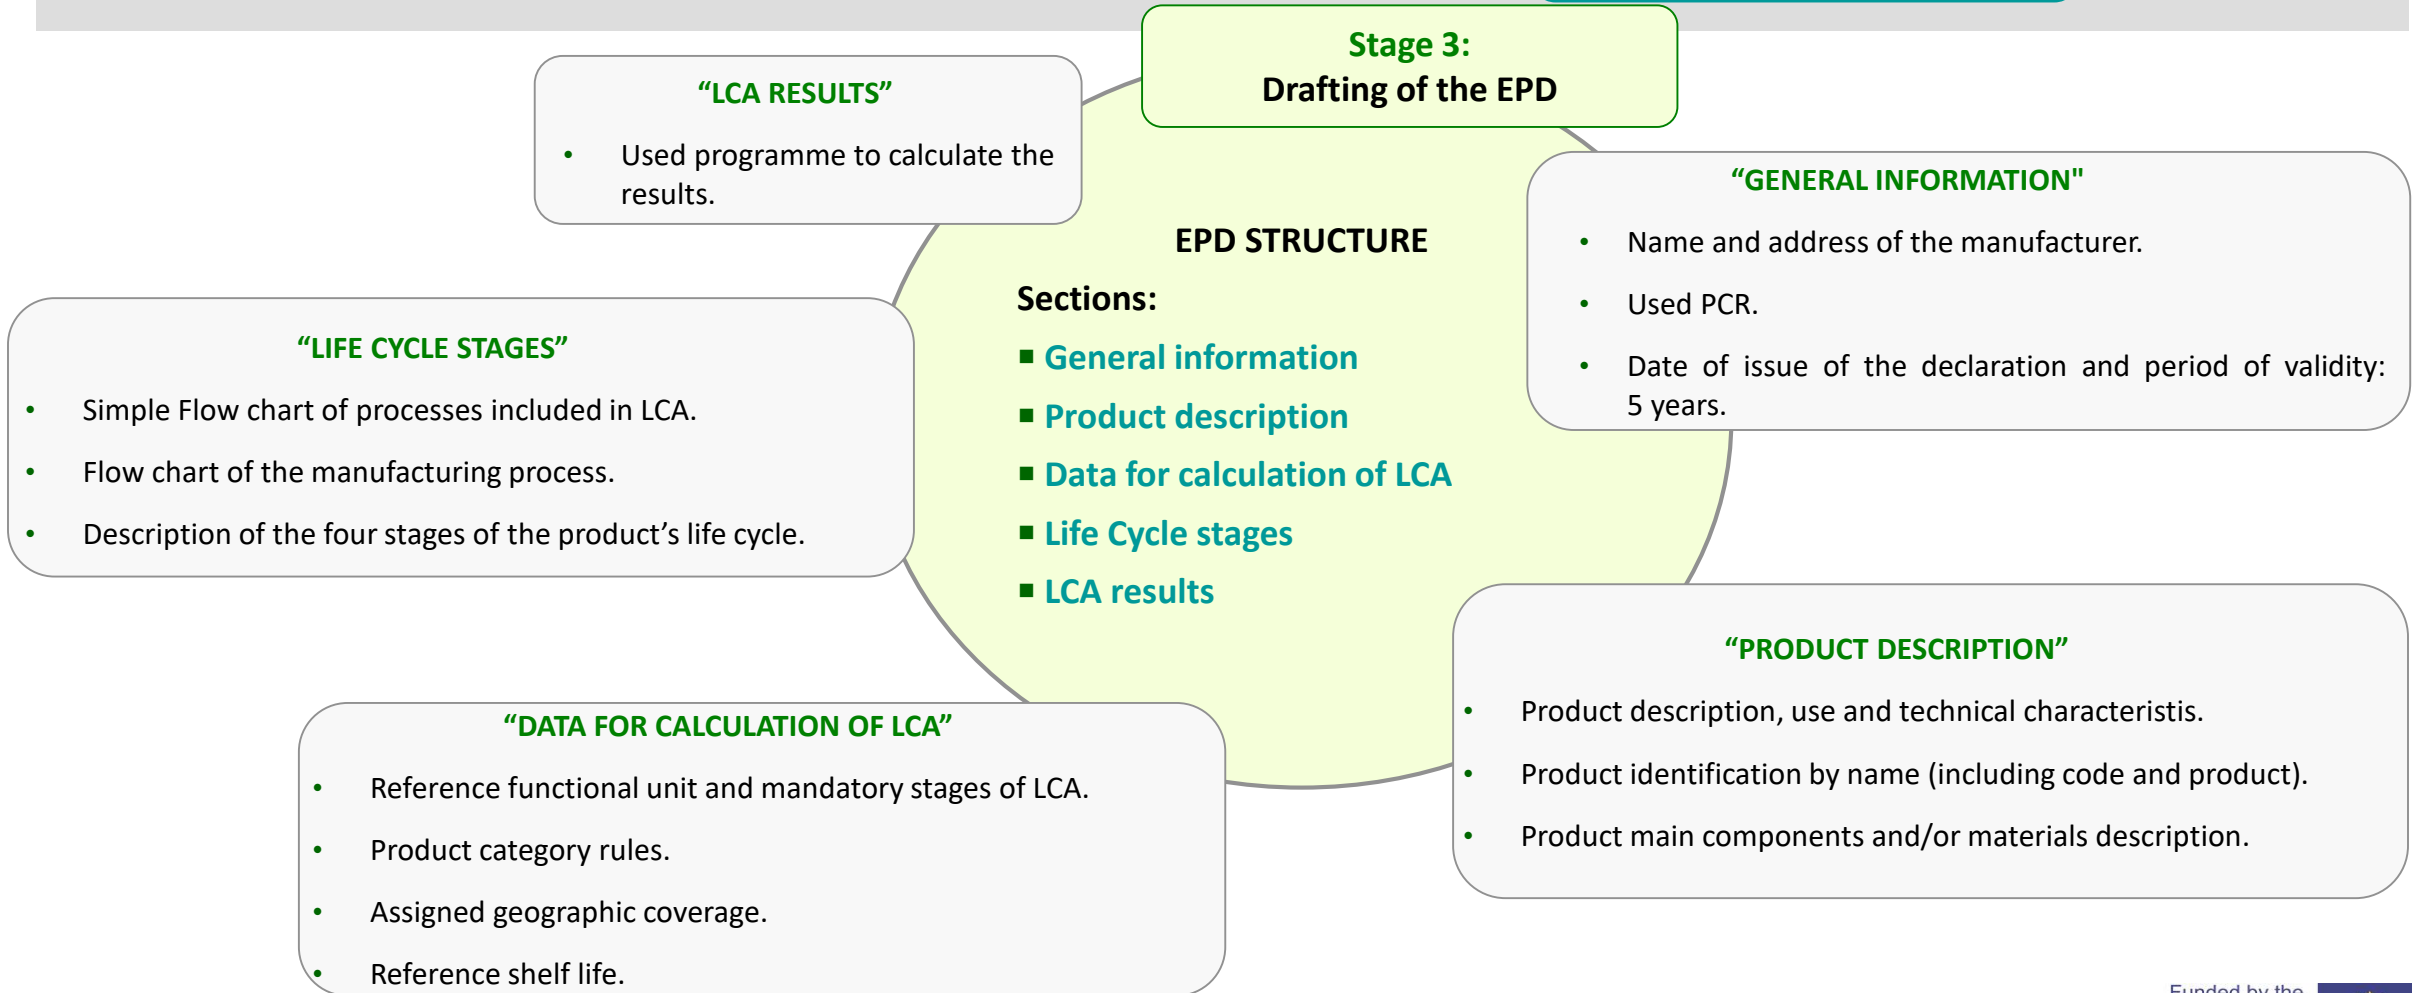 Stage 3:
Drafting of the EPD
“LCA RESULTS”
• Used programme to calculate the
results.
“GENERAL INFORMATION"
• Name and address of the manufacturer.
• Used PCR.
• Date of issue of the declaration and period of validity:
5 years.
EPD STRUCTURE
Sections:
▪ General information
▪ Product description
▪ Data for calculation of LCA
▪ Life Cycle stages
▪ LCA results
“LIFE CYCLE STAGES”
• Simple Flow chart of processes included in LCA.
• Flow chart of the manufacturing process.
• Description of the four stages of the product’s life cycle.
“PRODUCT DESCRIPTION”
• Product description, use and technical characteristis.
• Product identification by name (including code and product).
• Product main components and/or materials description.
“DATA FOR CALCULATION OF LCA”
• Reference functional unit and mandatory stages of LCA.
• Product category rules.
• Assigned geographic coverage.
• Reference shelf life.
Funded by the